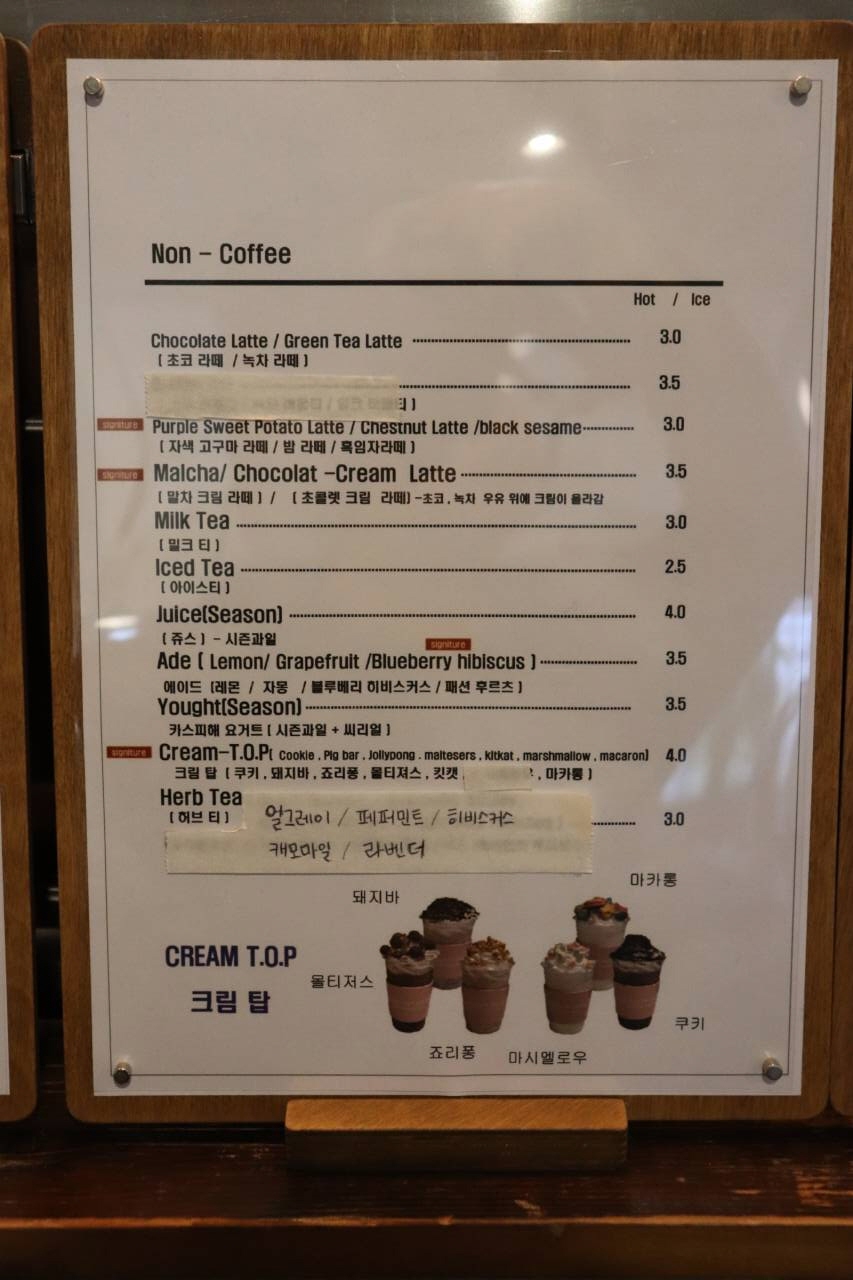 Non - Coffee
Hot / Ice
Chocolate Latte / Green Tea Latte 3.0
( 초코 라떼 / 녹차 라떼 )
3.5
티 )
signiture Purple Sweet Potato Latte / Chestnut Latte /black sesame 3.0
( 자색 고구마 라떼 / 밤 라떼 / 흑임자라떼 )
signiture Malcha/ Chocolat -Cream Latte 3.5
( 말차 크림 라떼 ) / ( 초콜렛 크림 라떼) -초코 , 녹차 우유 위에 크림이 올라감
Milk Tea 3.0
( 밀크 티 )
Iced Tea 2.5
( 아이스티 )
Juice(Season) 4.0
( 쥬스 ) - 시즌과일
signiture
Ade ( Lemon/ Grapefruit /Blueberry hibiscus ) 3.5
에이드 (레몬 / 자몽 / 블루베리 히비스커스 / 패션 후르츠 )
Yought(Season) 3.5
카스피해 요거트 ( 시즌과일 + 씨리얼 )
signiture Cream-T.O.P( Cookie , Pig bar , Jollypong . maltesers , kitkat , marshmallow , macaron) 4.0
크림 탑 ( 쿠키 , 돼지바 , 죠리퐁 , 몰티져스 , 킷캣 , 마카롱 )
Herb Tea
( 허브 티 ) 얼그레이 / 페퍼민트 / 히비스커스 3.0
캐모마일 / 라벤더
마카롱
돼지바
CREAM T.O.P
몰티저스
크림 탑
쿠키
죠리퐁 마시멜로우